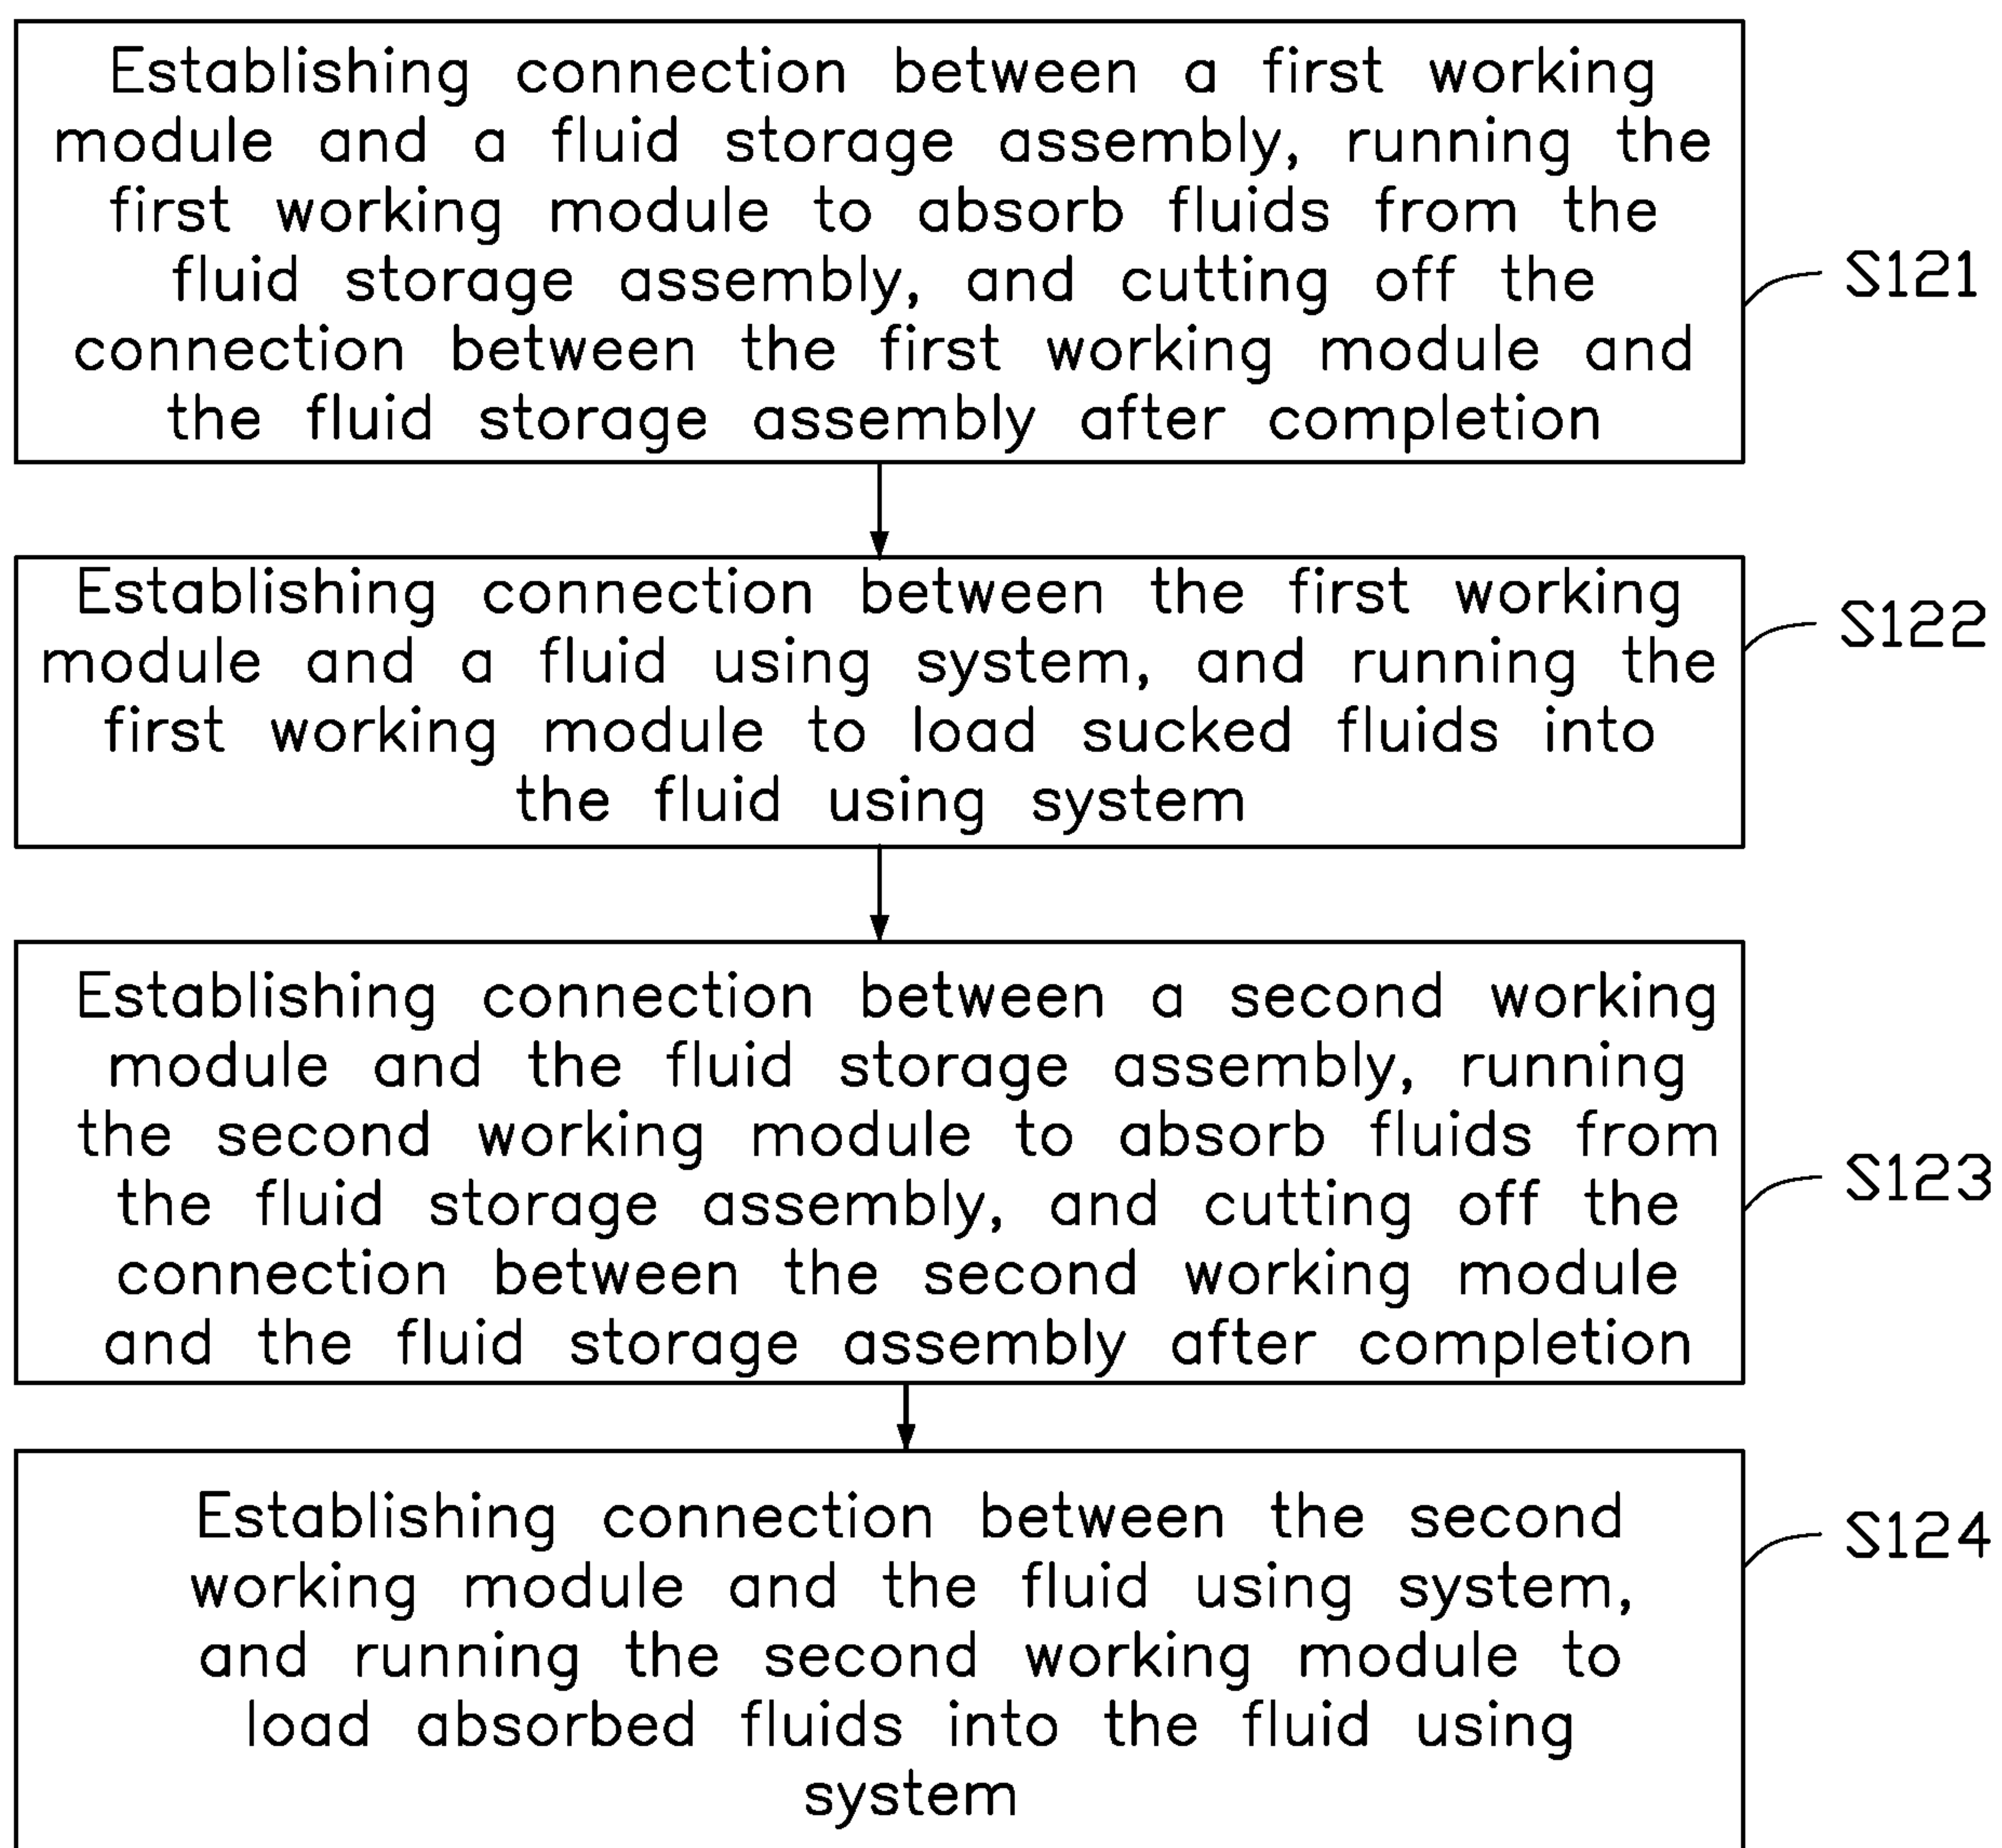 Establishing connection between a first working
module and a fluid storage assembly, running the
first working module to absorb fluids from the
fluid storage assembly, and cutting off the
connection between the first working module and
the fluid storage assembly after completion
S121
Establishing connection between the first working
module and a fluid using system, and running the
first working module to load sucked fluids into
the fluid using system
S122
Establishing connection between a second working
module and the fluid storage assembly, running
the second working module to absorb fluids from
the fluid storage assembly, and cutting off the
connection between the second working module
and the fluid storage assembly after completion
S123
Establishing connection between the second
working module and the fluid using system,
and running the second working module to
load absorbed fluids into the fluid using
system
S124